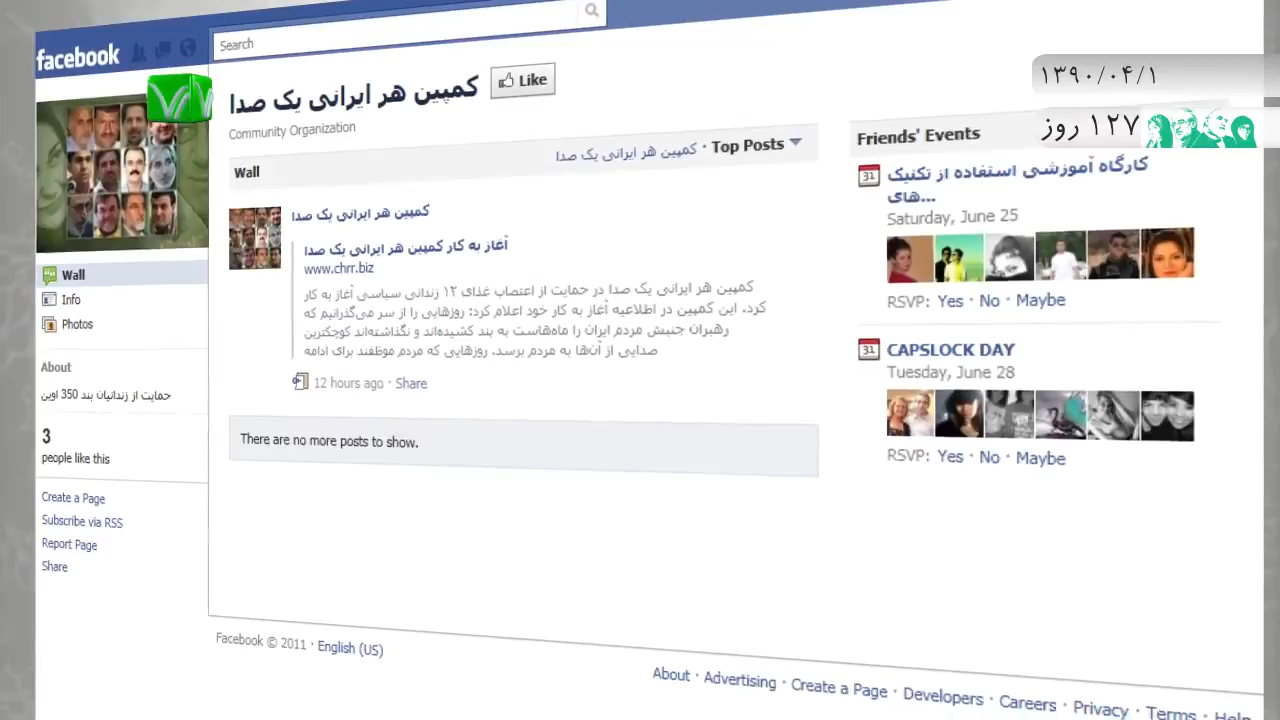 facebook
Search
۱۳۹۰/۰۴/۱
۱۲۷ روز
کمپین هر ایرانی یک صدا
Like
Community Organization
Wall
کمپین هر ایرانی یک صدا · Top Posts
کمپین هر ایرانی یک صدا
آغاز به کار کمپین هر ایرانی یک صدا
www.chrr.biz
کمپین هر ایرانی یک صدا در حمایت از اعتصاب غذای ۱۲ زندانی سیاسی آغاز به کار
کرد. این کمپین در اطلاعیه آغاز به کار خود اعلام کرد: روزهایی را از سر می‌گذرانیم که
رهبران جنبش مردم ایران را ماه‌هاست به بند کشیده‌اند و نگذاشته‌اند کوچکترین
صدایی از آن‌ها به مردم برسد. روزهایی که مردم موظفند برای ادامه
12 hours ago · Share
There are no more posts to show.
Wall
Info
Photos
About
حمایت از زندانیان بند 350 اوین
3
people like this
Create a Page
Subscribe via RSS
Report Page
Share
Friends' Events
31
کارگاه آموزشی استفاده از تکنیک
های...
Saturday, June 25
RSVP: Yes · No · Maybe
31
CAPSLOCK DAY
Tuesday, June 28
RSVP: Yes · No · Maybe
Facebook © 2011 · English (US)
About · Advertising · Create a Page · Developers · Careers · Privacy · Terms · Help